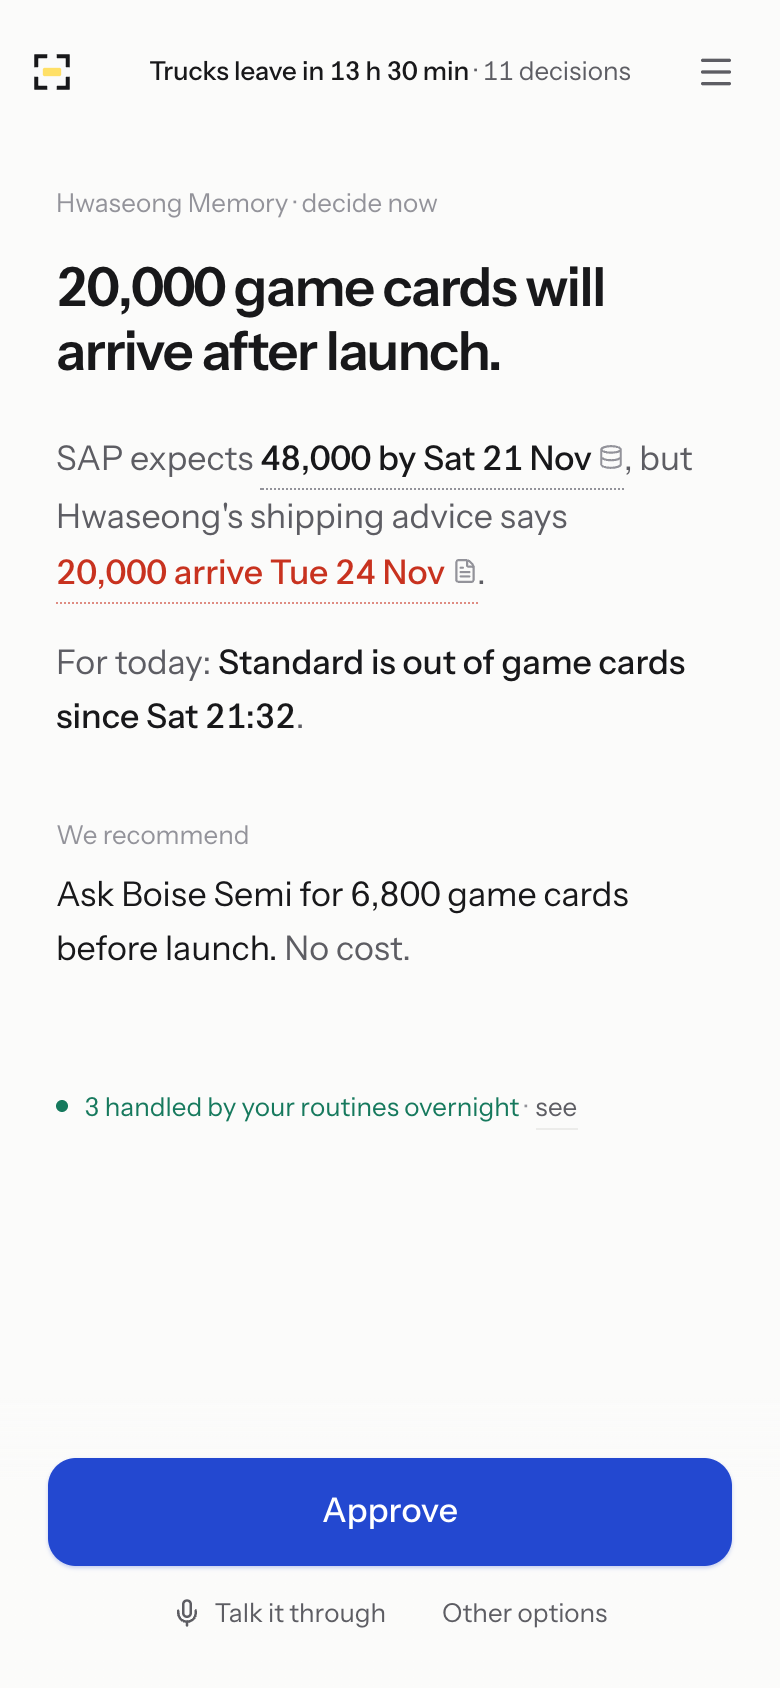 Trucks leave in 13 h 30 min · 11 decisions
Hwaseong Memory · decide now
20,000 game cards will
arrive after launch.
SAP expects 48,000 by Sat 21 Nov, but
Hwaseong's shipping advice says
20,000 arrive Tue 24 Nov.
For today: Standard is out of game cards
since Sat 21:32.
We recommend
Ask Boise Semi for 6,800 game cards
before launch. No cost.
3 handled by your routines overnight · see
Approve
Talk it through Other options